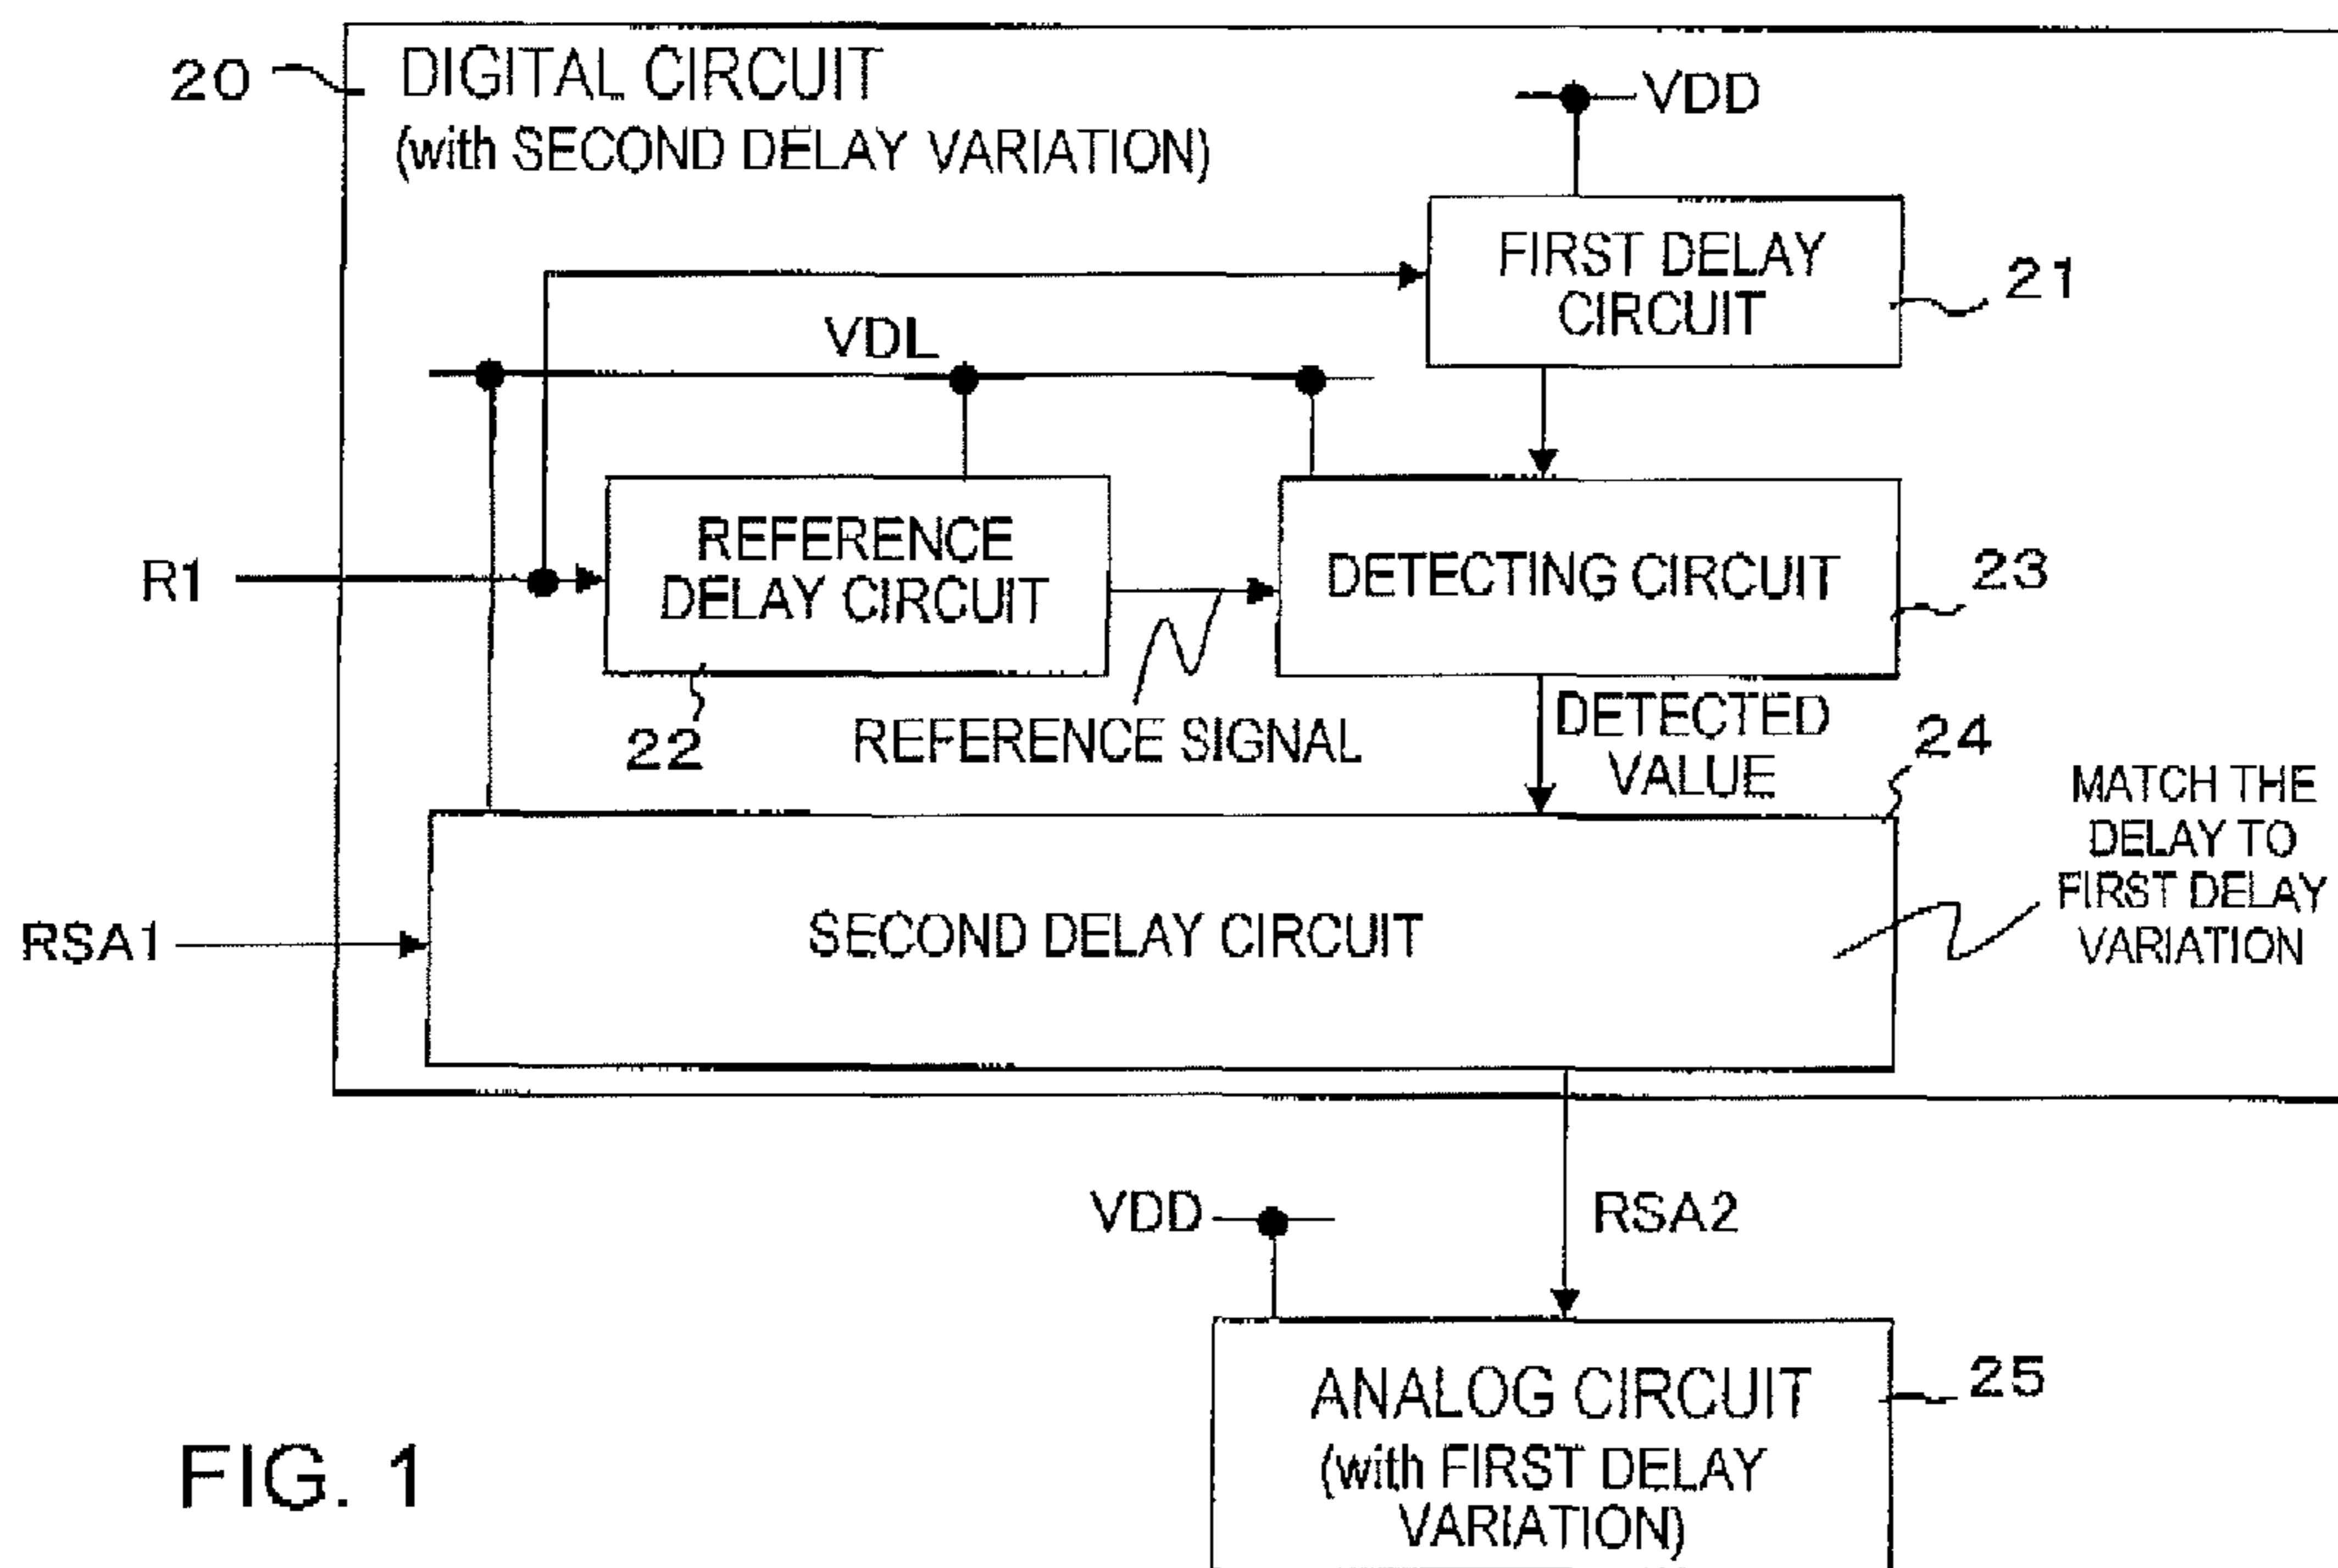 20
DIGITAL CIRCUIT
(with SECOND DELAY VARIATION)
VDD
FIRST DELAY
CIRCUIT
21
VDL
R1
REFERENCE
DELAY CIRCUIT
22
REFERENCE SIGNAL
DETECTING CIRCUIT
23
DETECTED
VALUE
24
MATCH THE
DELAY TO
FIRST DELAY
VARIATION
RSA1
SECOND DELAY CIRCUIT
VDD
RSA2
ANALOG CIRCUIT
(with FIRST DELAY
VARIATION)
25
FIG. 1